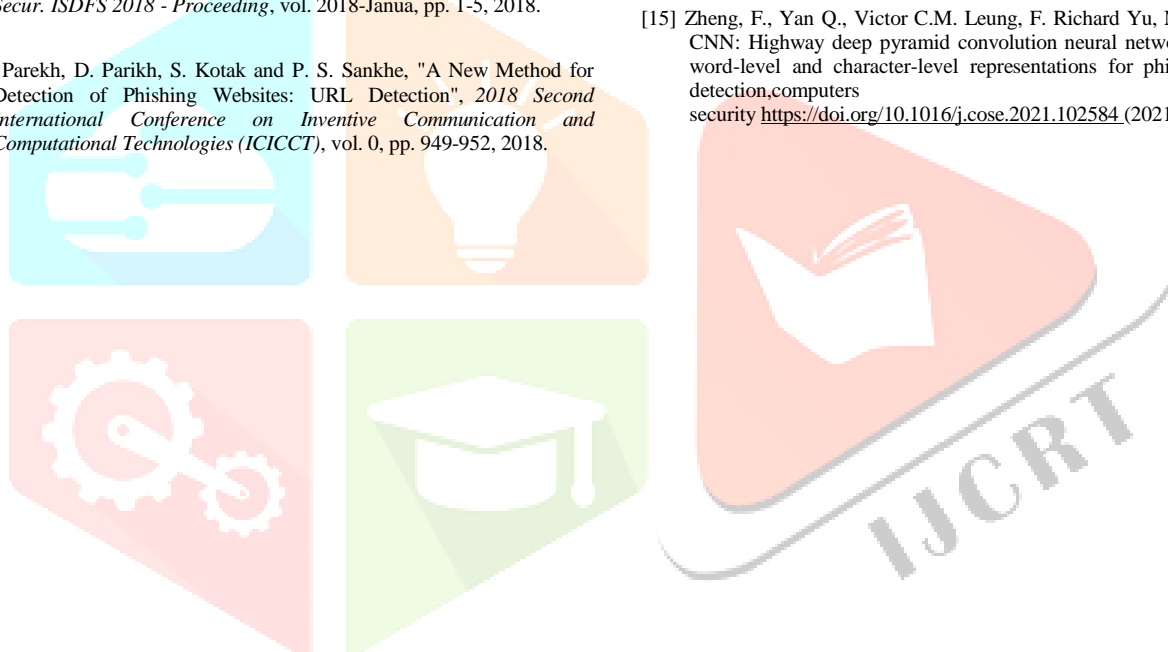 Secur. ISDFS 2018 - Proceeding, vol. 2018-Janua, pp. 1-5, 2018.
Parekh, D. Parikh, S. Kotak and P. S. Sankhe, "A New Method for
Detection of Phishing Websites: URL Detection", 2018 Second
International Conference on Inventive Communication and
Computational Technologies (ICICCT), vol. 0, pp. 949-952, 2018.
[15] Zheng, F., Yan Q., Victor C.M. Leung, F. Richard Yu,
CNN: Highway deep pyramid convolution neural
word-level and character-level representations for
detection,computers
security https://doi.org/10.1016/j.cose.2021.102584 (2021
IJCRT